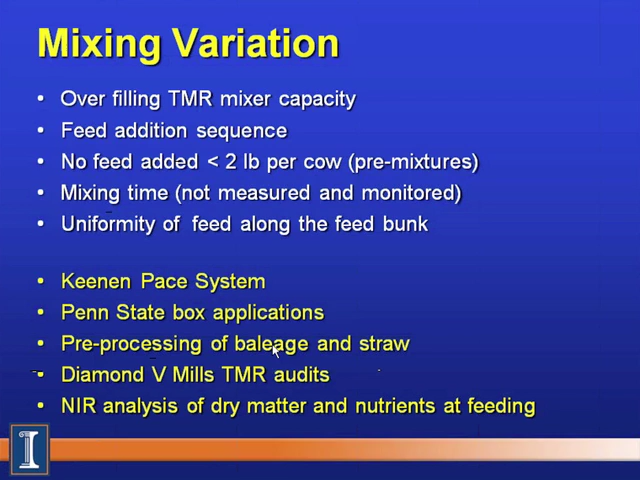 Mixing Variation
• Over filling TMR mixer capacity
• Feed addition sequence
• No feed added < 2 lb per cow (pre-mixtures)
• Mixing time (not measured and monitored)
• Uniformity of feed along the feed bunk
• Keenen Pace System
• Penn State box applications
• Pre-processing of baleage and straw
• Diamond V Mills TMR audits
• NIR analysis of dry matter and nutrients at feeding
I